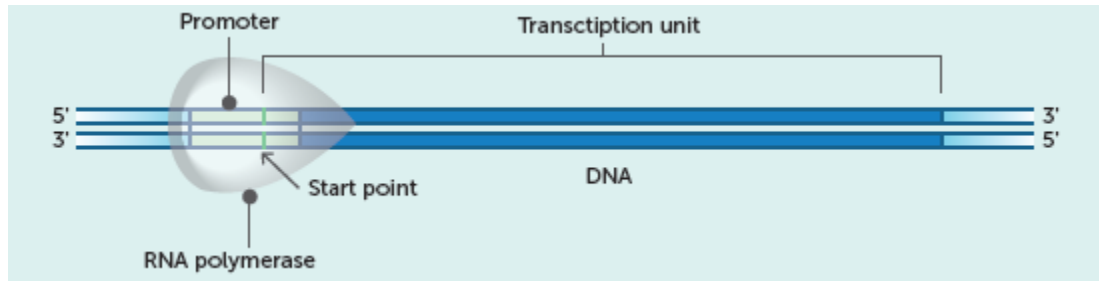 Promoter
Transctiption unit
5' 3'
3' 5'
Start point
DNA
RNA polymerase